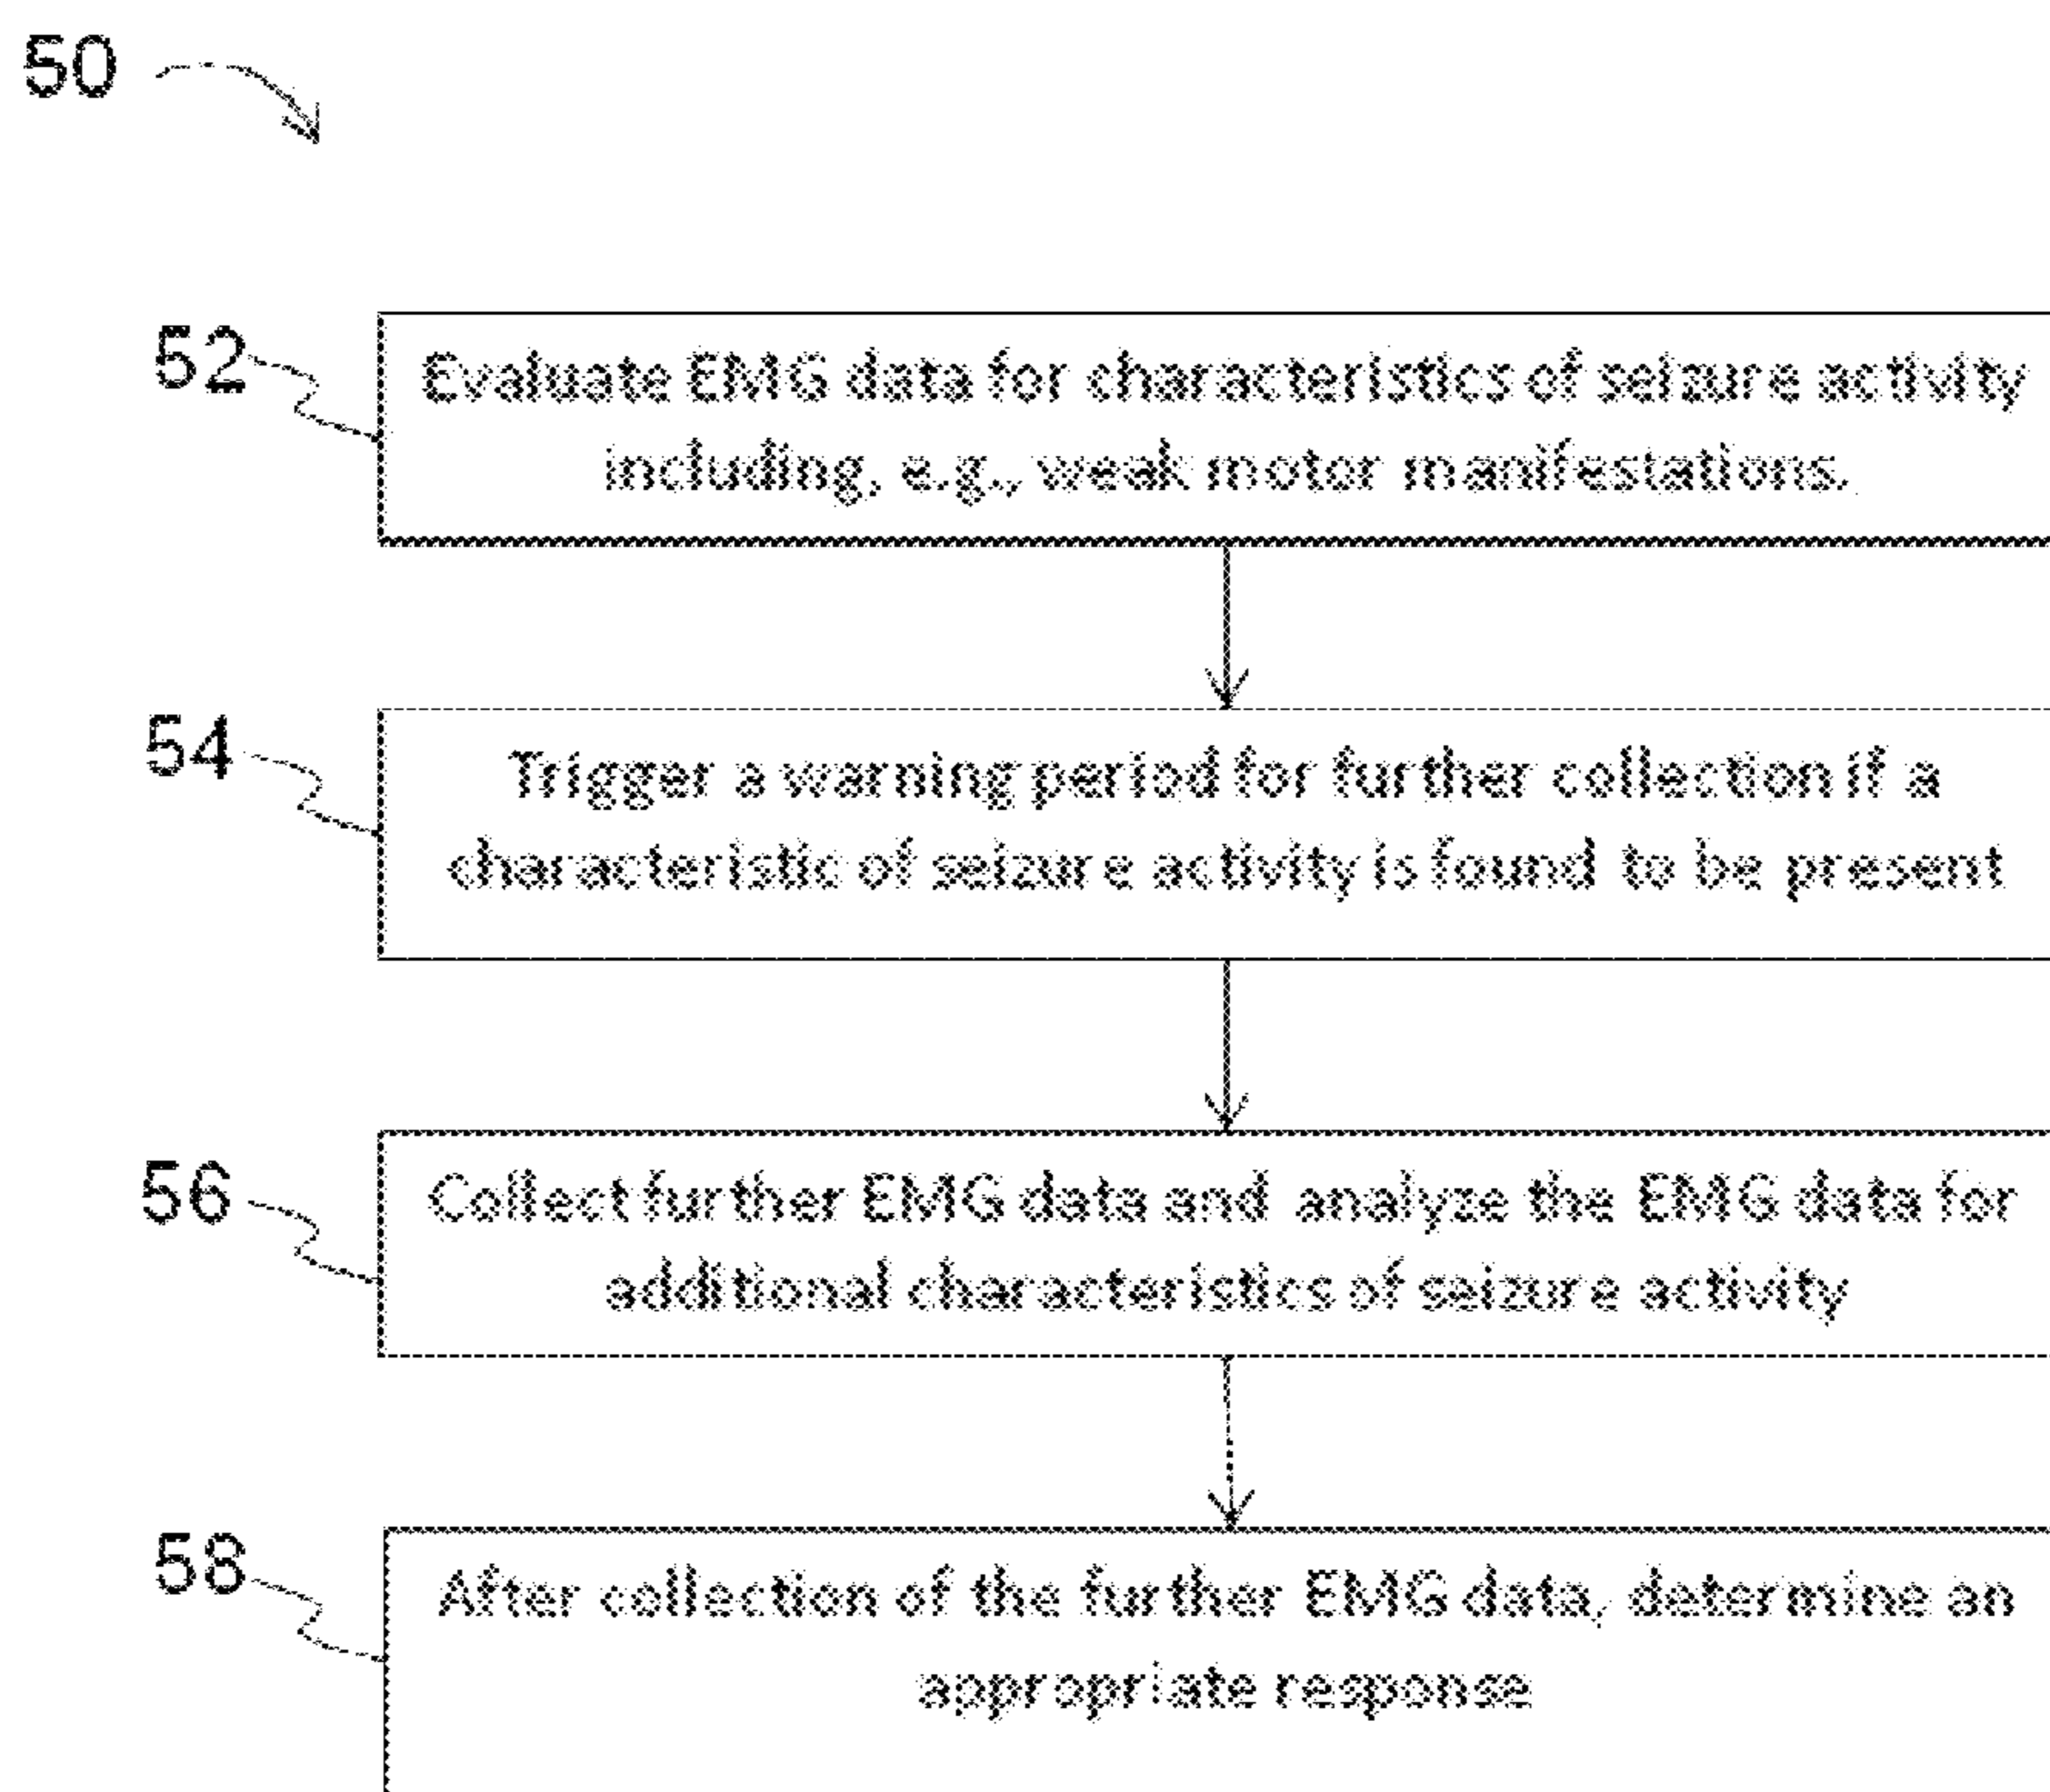 50
52
Evaluate EMG data for characteristics of seizure activity
including, e.g., weak motor manifestations.
54
Trigger a warning period for further collection if a
characteristic of seizure activity is found to be present
56
Collect further EMG data and analyze the EMG data for
additional characteristics of seizure activity
58
After collection of the further EMG data, determine an
appropriate response